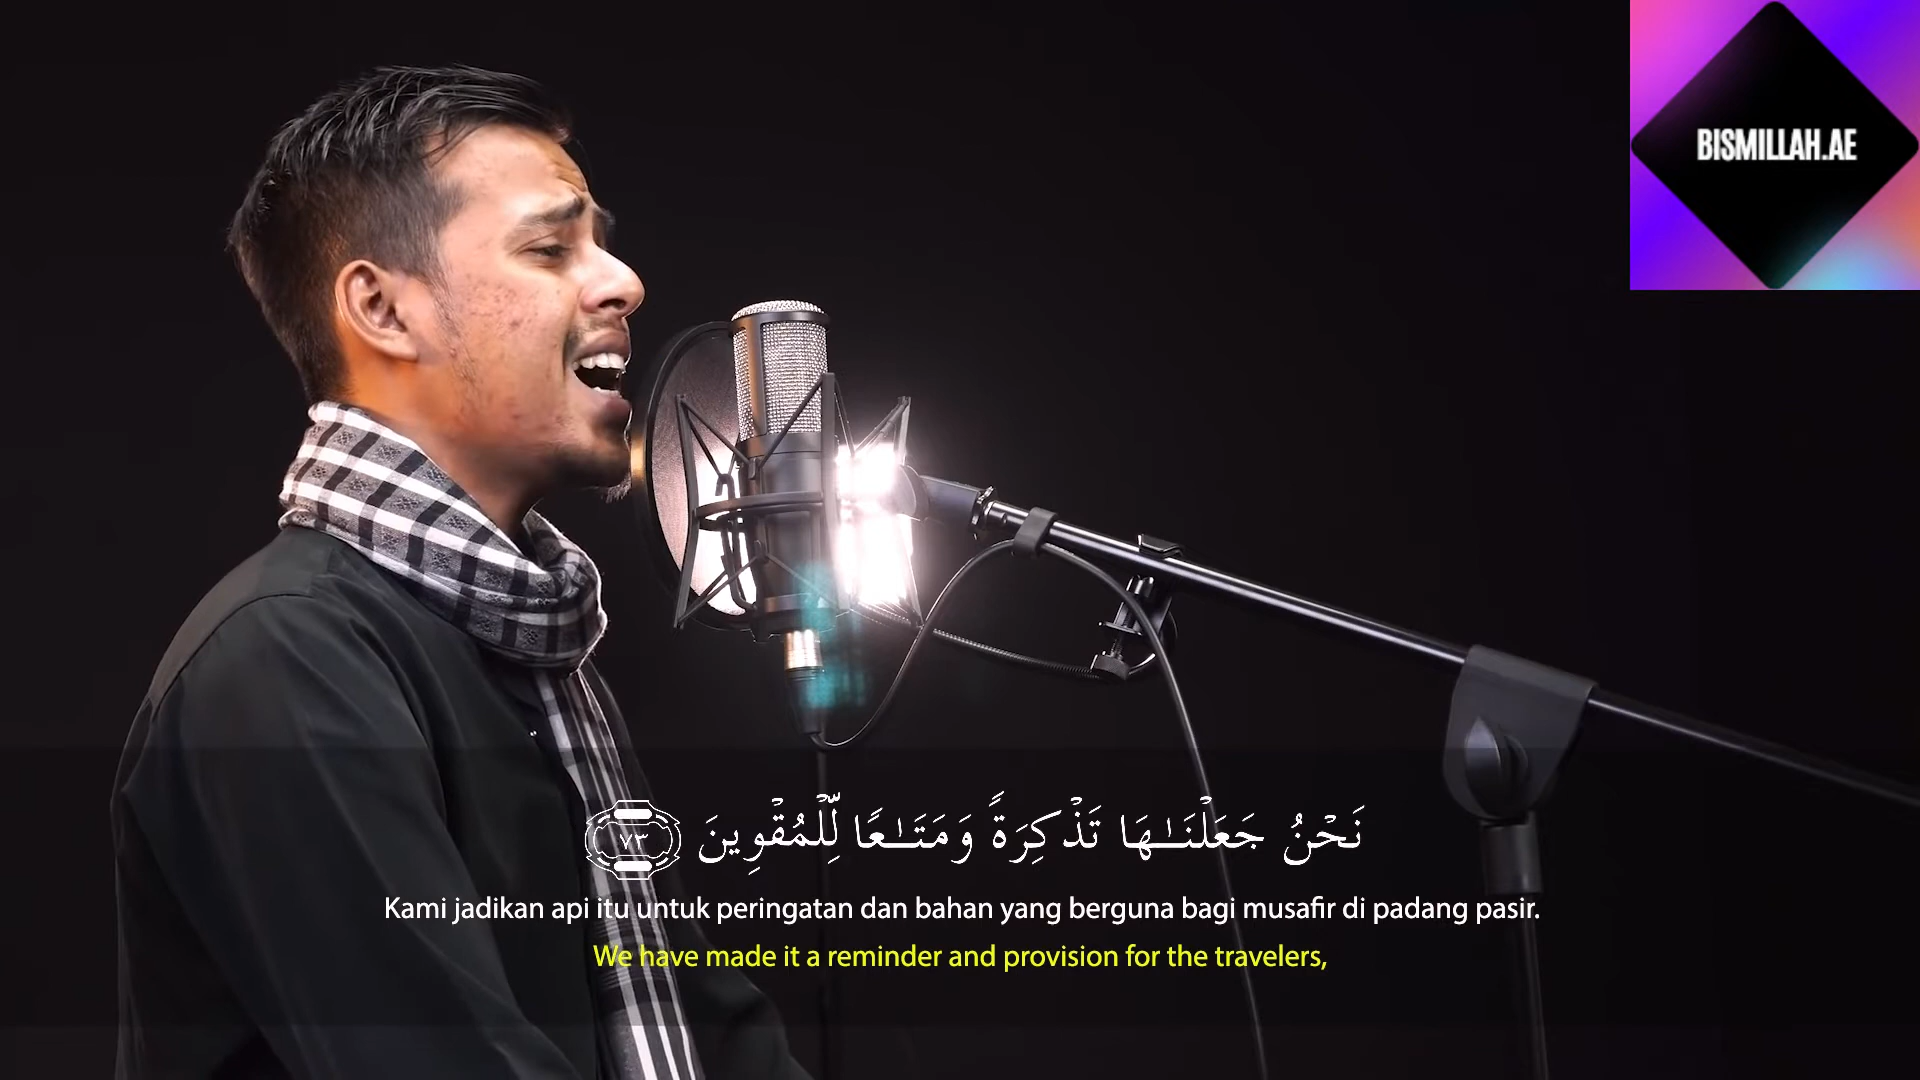 BISMILLAH.AE
نَحْنُ جَعَلْنَـٰهَا تَذْكِرَةً وَمَتَـٰعًا لِّلْمُقْوِينَ ٧٣
Kami jadikan api itu untuk peringatan dan bahan yang berguna bagi musafir di padang pasir.
We have made it a reminder and provision for the travelers,